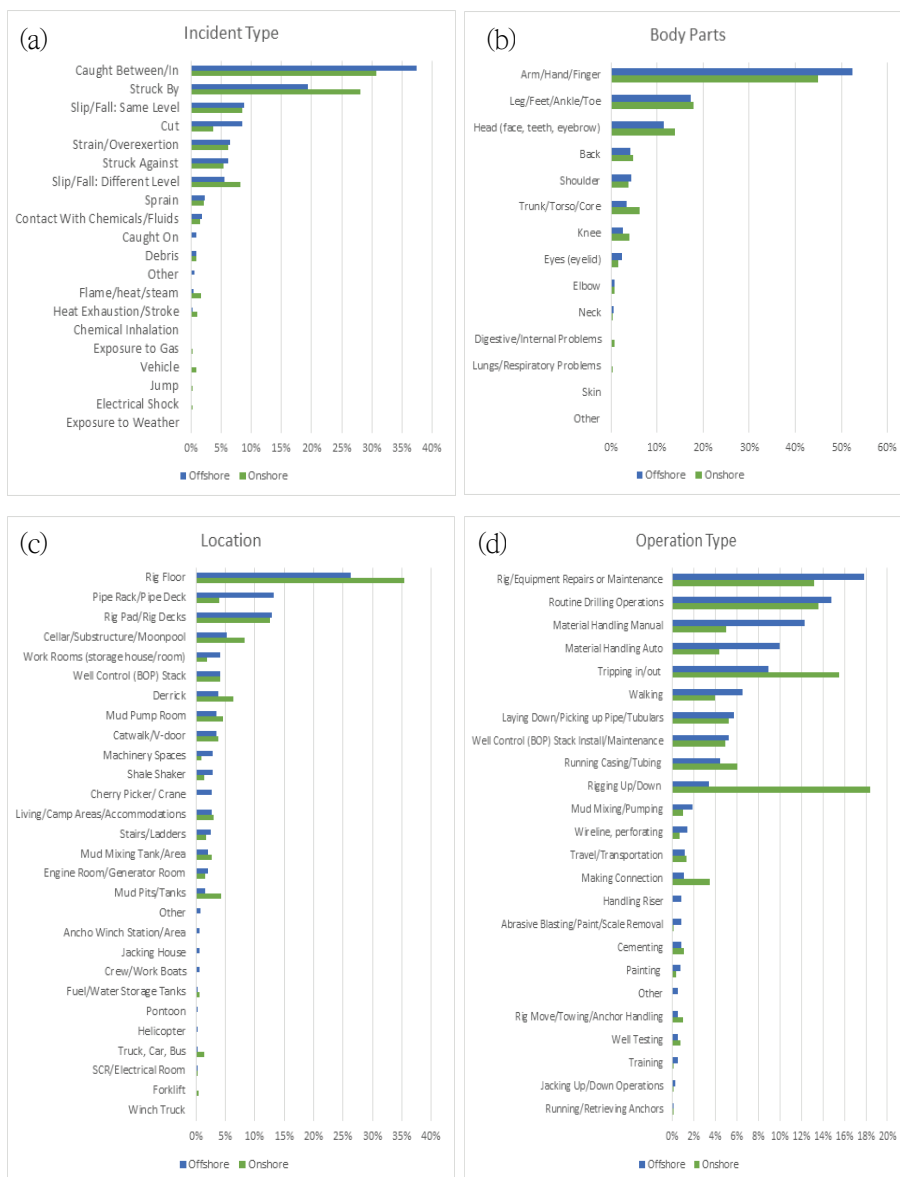 (a)
Incident Type
Caught Between/In
Struck By
Slip/Fall: Same Level
Cut
Strain/Overexertion
Struck Against
Slip/Fall: Different Level
Sprain
Contact With Chemicals/Fluids
Caught On
Debris
Other
Flame/heat/steam
Heat Exhaustion/Stroke
Chemical Inhalation
Exposure to Gas
Vehicle
Jump
Electrical Shock
Exposure to Weather
0% 5% 10% 15% 20% 25% 30% 35% 40%
Offshore Onshore
(b)
Body Parts
Arm/Hand/Finger
Leg/Feet/Ankle/Toe
Head (face, teeth, eyebrow)
Back
Shoulder
Trunk/Torso/Core
Knee
Eyes (eyelid)
Elbow
Neck
Digestive/Internal Problems
Lungs/Respiratory Problems
Skin
Other
0% 10% 20% 30% 40% 50% 60%
Offshore Onshore
(c)
Location
Rig Floor
Pipe Rack/Pipe Deck
Rig Pad/Rig Decks
Cellar/Substructure/Moonpool
Work Rooms (storage house/room)
Well Control (BOP) Stack
Derrick
Mud Pump Room
Catwalk/V-door
Machinery Spaces
Shale Shaker
Cherry Picker/ Crane
Living/Camp Areas/Accommodations
Stairs/Ladders
Mud Mixing Tank/Area
Engine Room/Generator Room
Mud Pits/Tanks
Other
Ancho Winch Station/Area
Jacking House
Crew/Work Boats
Fuel/Water Storage Tanks
Pontoon
Helicopter
Truck, Car, Bus
SCR/Electrical Room
Forklift
Winch Truck
0% 5% 10% 15% 20% 25% 30% 35% 40%
Offshore Onshore
(d)
Operation Type
Rig/Equipment Repairs or Maintenance
Routine Drilling Operations
Material Handling Manual
Material Handling Auto
Tripping in/out
Walking
Laying Down/Picking up Pipe/Tubulars
Well Control (BOP) Stack Install/Maintenance
Running Casing/Tubing
Rigging Up/Down
Mud Mixing/Pumping
Wireline, perforating
Travel/Transportation
Making Connection
Handling Riser
Abrasive Blasting/Paint/Scale Removal
Cementing
Painting
Other
Rig Move/Towing/Anchor Handling
Well Testing
Training
Jacking Up/Down Operations
Running/Retrieving Anchors
0% 2% 4% 6% 8% 10% 12% 14% 16% 18% 20%
Offshore Onshore